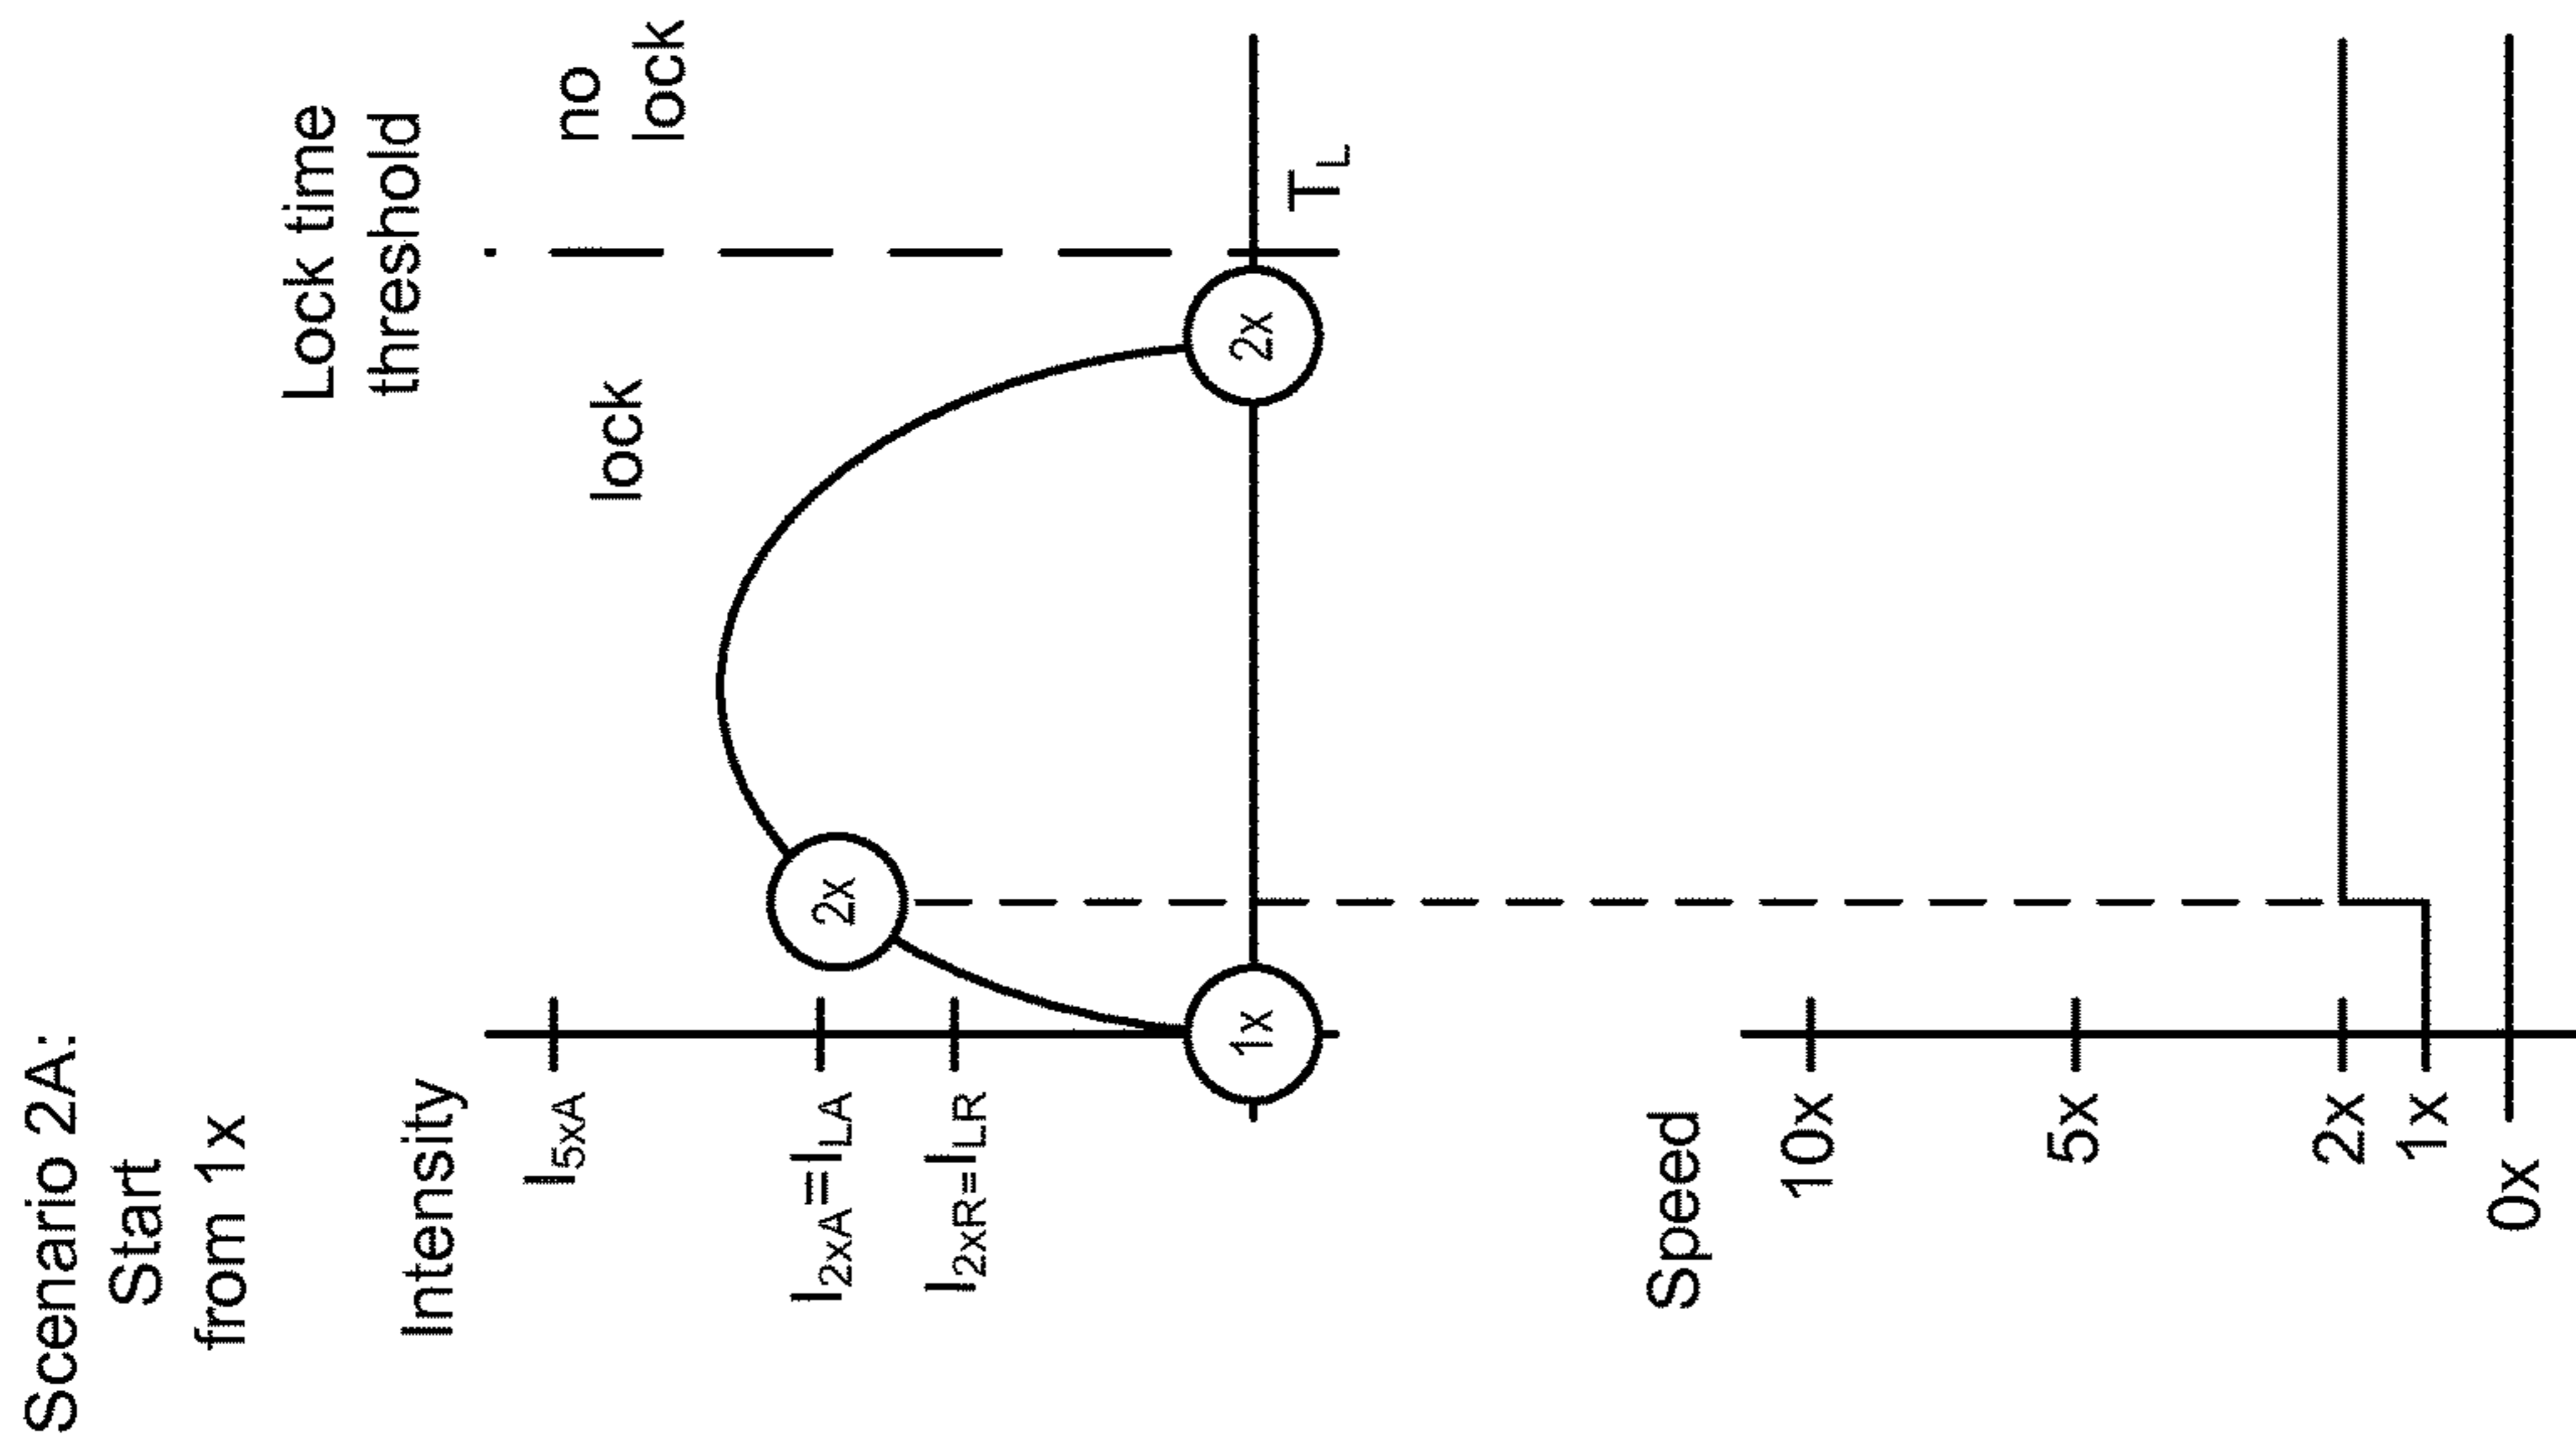 Scenario 2A:
Start
from 1x
Lock time
threshold
Intensity
lock
no
lock
I5xA
I2xA=ILA
I2xR=ILR
2x
1x
2x
TL
Speed
10x
5x
2x
1x
0x